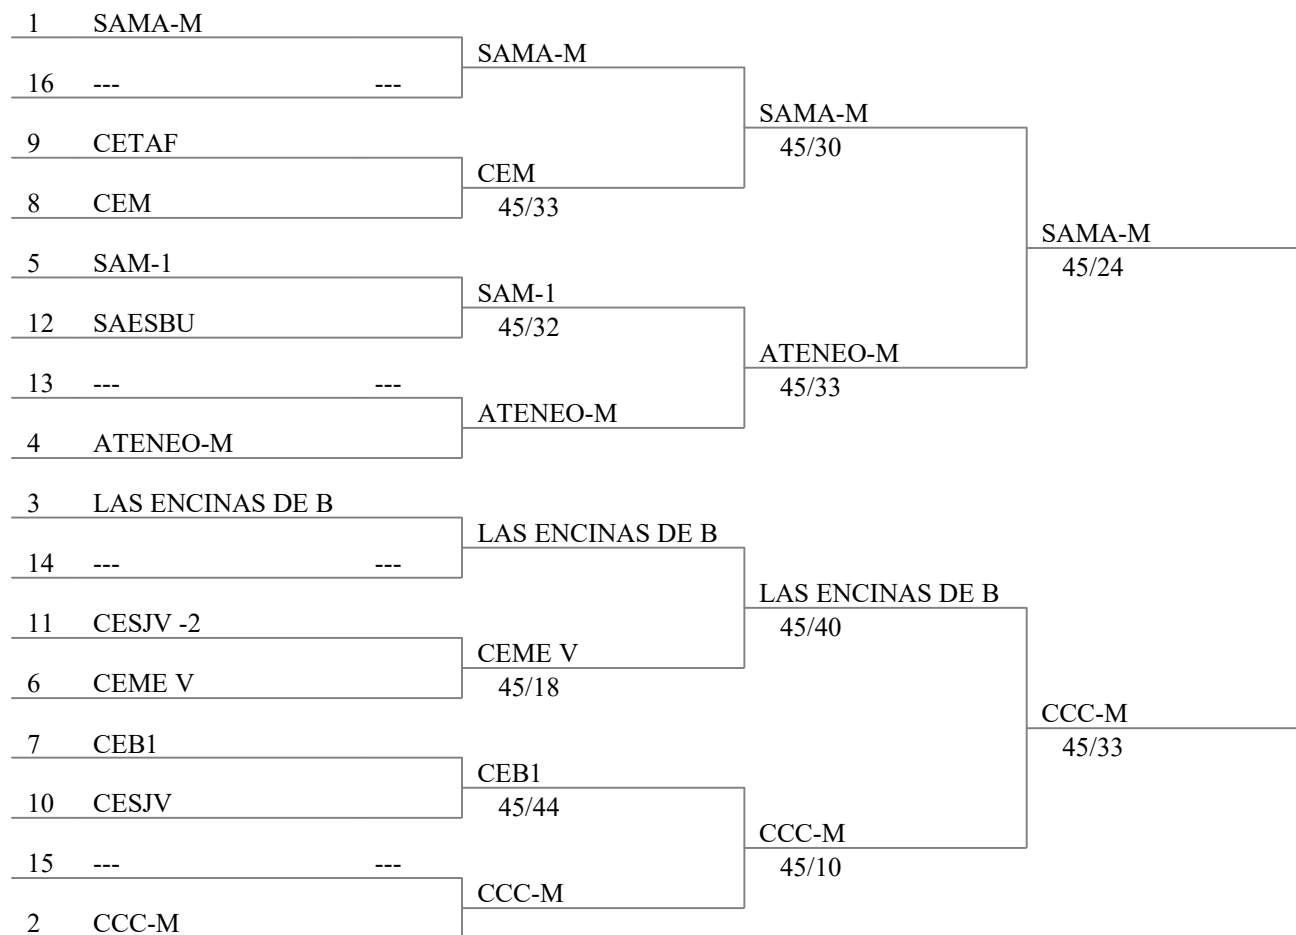 1 SAMA-M
SAMA-M
16 --- ---
SAMA-M
45/30
9 CETAF
CEM
45/33
8 CEM
SAMA-M
45/24
5 SAM-1
SAM-1
45/32
12 SAESBU
ATENEO-M
45/33
13 --- ---
ATENEO-M
4 ATENEO-M
3 LAS ENCINAS DE B
LAS ENCINAS DE B
14 --- ---
LAS ENCINAS DE B
45/40
11 CESJV -2
CEME V
45/18
6 CEME V
CCC-M
45/33
7 CEB1
CEB1
45/44
10 CESJV
CCC-M
45/10
15 --- ---
CCC-M
2 CCC-M